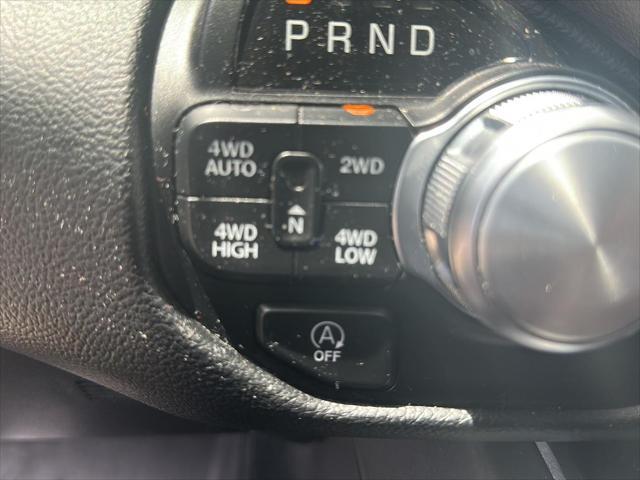 P R N D
4WD AUTO
2WD
N
4WD HIGH
4WD LOW
A
OFF